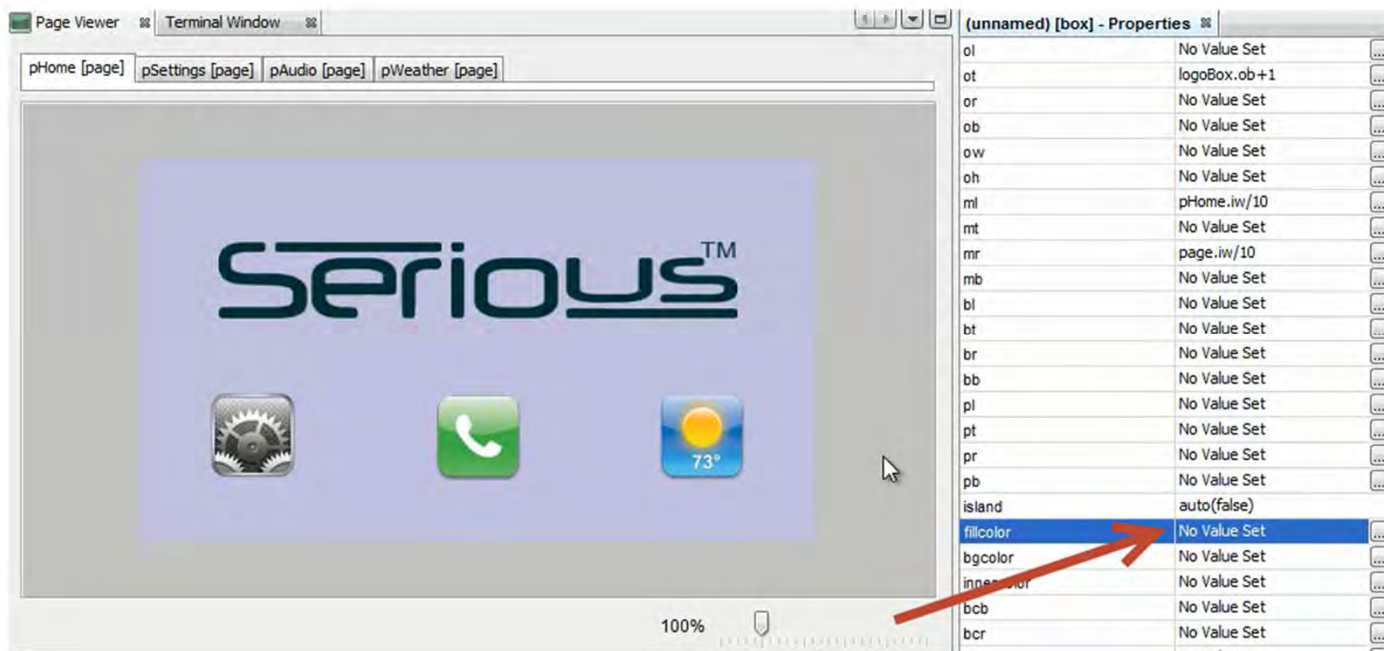 Page Viewer Terminal Window
pHome [page] pSettings [page] pAudio [page] pWeather [page]
Serious™
73°
100%
(unnamed) [box] - Properties
ol No Value Set ...
ot logoBox.ob+1 ...
or No Value Set ...
ob No Value Set ...
ow No Value Set ...
oh No Value Set ...
ml pHome.iw/10 ...
mt No Value Set ...
mr page.iw/10 ...
mb No Value Set ...
bl No Value Set ...
bt No Value Set ...
br No Value Set ...
bb No Value Set ...
pl No Value Set ...
pt No Value Set ...
pr No Value Set ...
pb No Value Set ...
island auto(false)
fillcolor No Value Set ...
bgcolor No Value Set ...
innercolor No Value Set ...
bcb No Value Set ...
bcr No Value Set ...